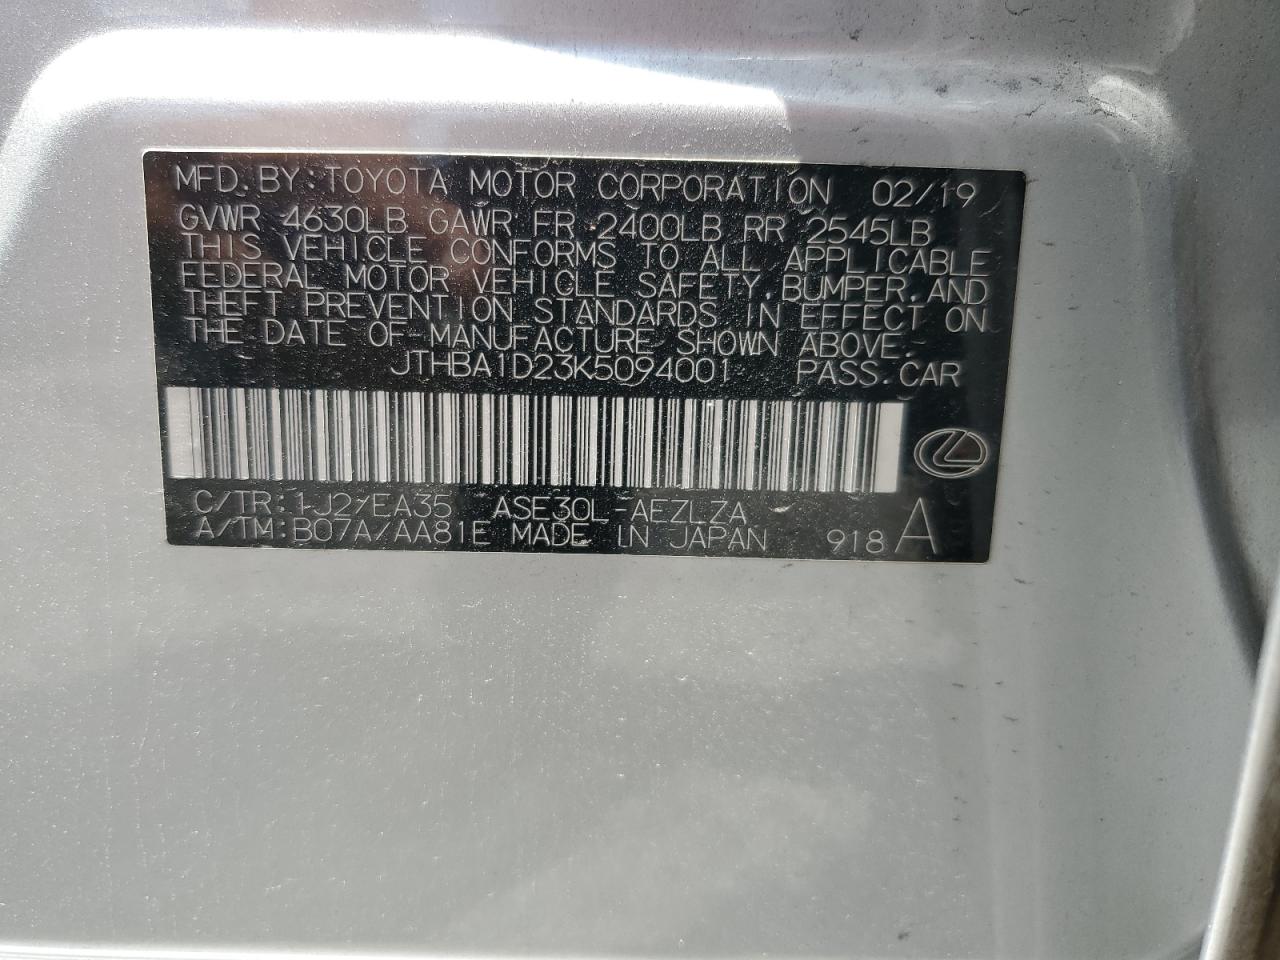 MFD. BY: TOYOTA MOTOR CORPORATION 02/19
GVWR 4630LB GAWR FR 2400LB RR 2545LB
THIS VEHICLE CONFORMS TO ALL APPLICABLE
FEDERAL MOTOR VEHICLE SAFETY, BUMPER, AND
THEFT PREVENTION STANDARDS IN EFFECT ON
THE DATE OF MANUFACTURE SHOWN ABOVE.
JTHBA1D23K5094001 PASS. CAR
C/TR: 1J2/EA35 ASE30L-AEZLZA
A/TM: B07A/AA81E MADE IN JAPAN 918 A